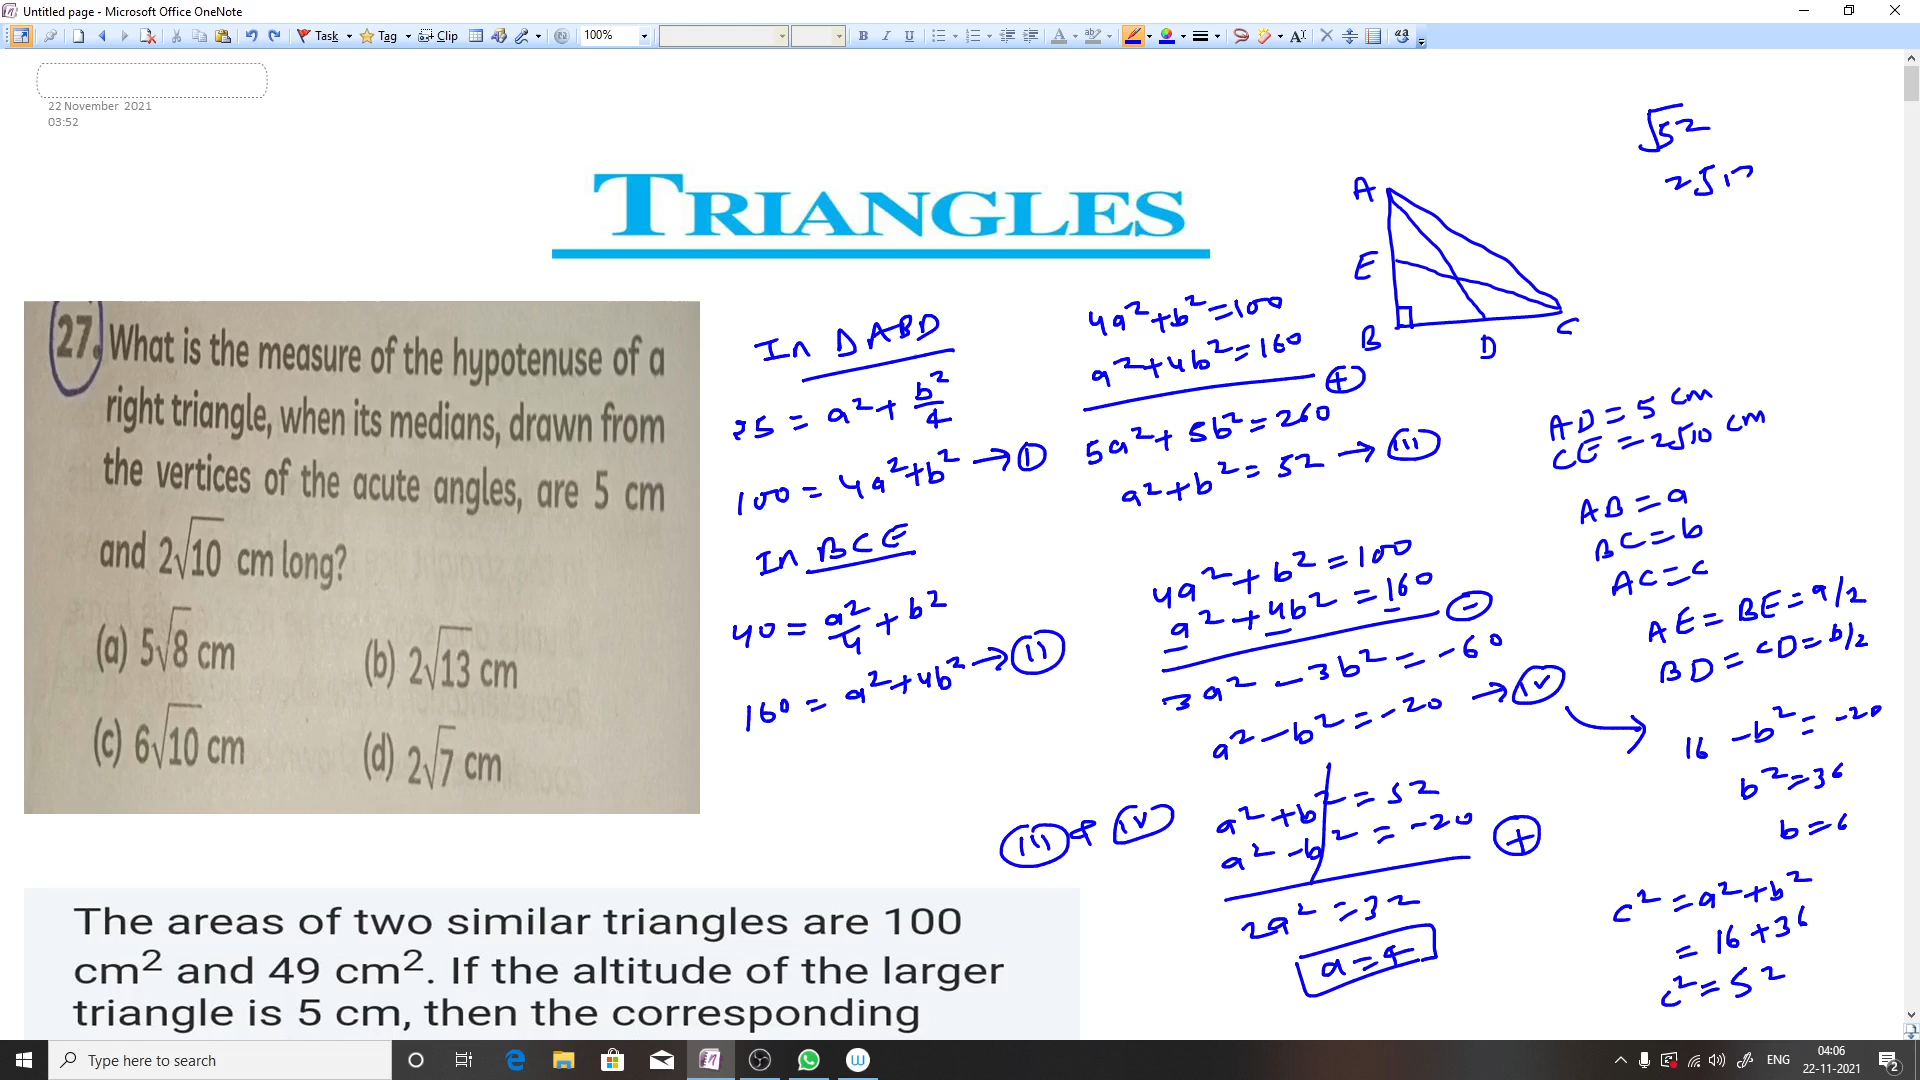 Untitled page - Microsoft Office OneNote
Task Tag Clip 100% B I U
22 November 2021
03:52
TRIANGLES
27. What is the measure of the hypotenuse of a
right triangle, when its medians, drawn from
the vertices of the acute angles, are 5 cm
and 2√10 cm long?
(a) 5√8 cm (b) 2√13 cm
(c) 6√10 cm (d) 2√7 cm
The areas of two similar triangles are 100
cm² and 49 cm². If the altitude of the larger
triangle is 5 cm, then the corresponding
In Δ ABD
25 = a² + b²/4
100 = 4a² + b² → (i)
In BCE
40 = a²/4 + b²
160 = a² + 4b² → (ii)
4a² + b² = 100
a² + 4b² = 160 (+)
5a² + 5b² = 260
a² + b² = 52 → (iii)
4a² + b² = 100
a² + 4b² = 160 (-)
3a² - 3b² = -60
a² - b² = -20 → (iv)
(iii) & (iv)
a² + b² = 52
a² - b² = -20 (+)
2a² = 32
a = 4
√52
2√13
A
E
B
D
C
AD = 5 cm
CE = 2√10 cm
AB = a
BC = b
AC = c
AE = BE = a/2
BD = CD = b/2
16 - b² = -20
b² = 36
b = 6
c² = a² + b²
= 16 + 36
c² = 52
Type here to search
ENG
04:06
22-11-2021
2